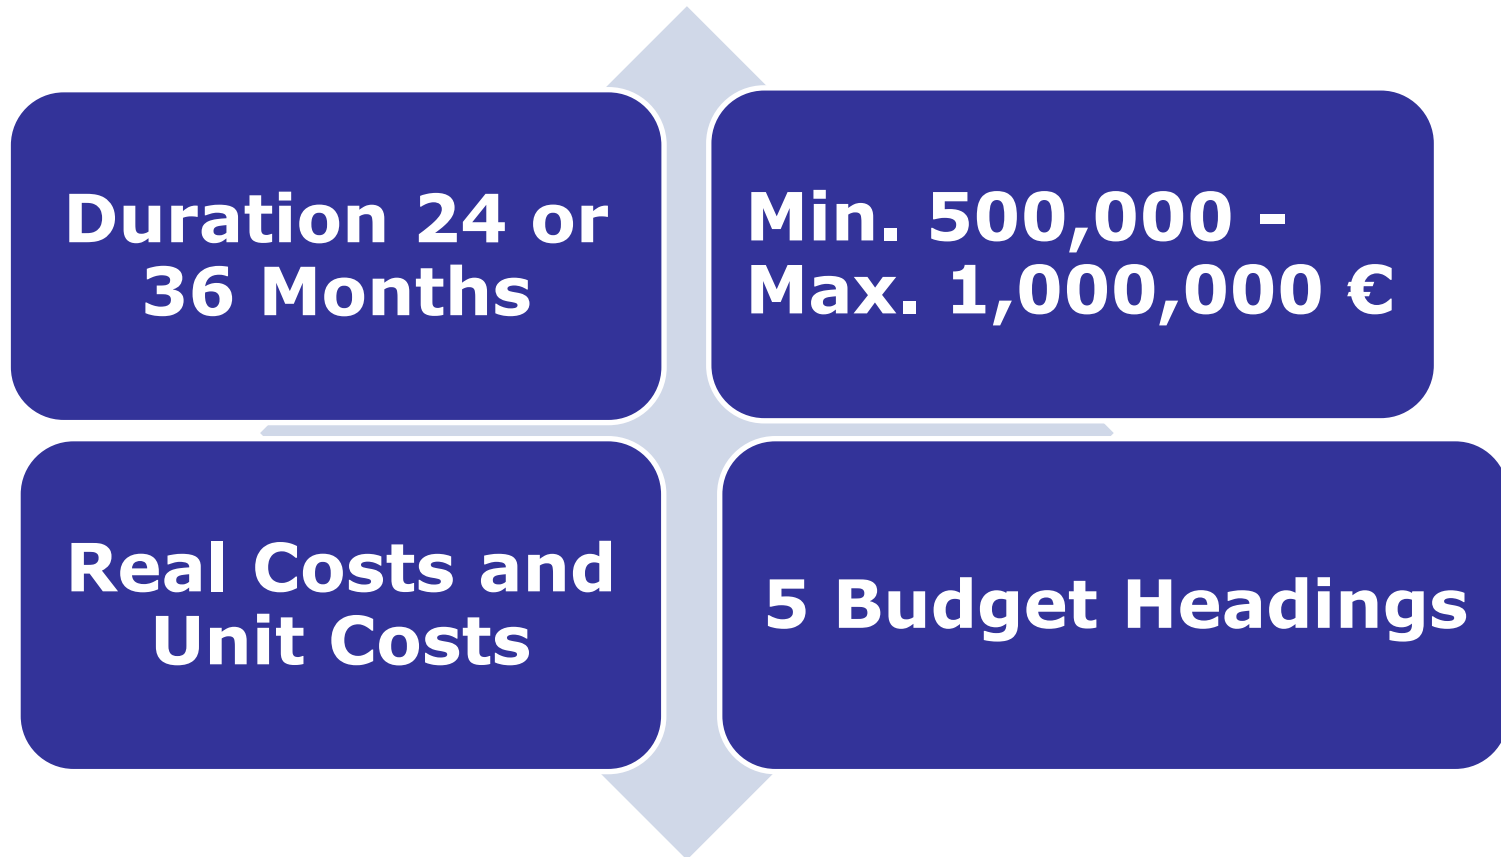 Duration 24 or
36 Months
Min. 500,000 -
Max. 1,000,000 €
Real Costs and
Unit Costs
5 Budget Headings